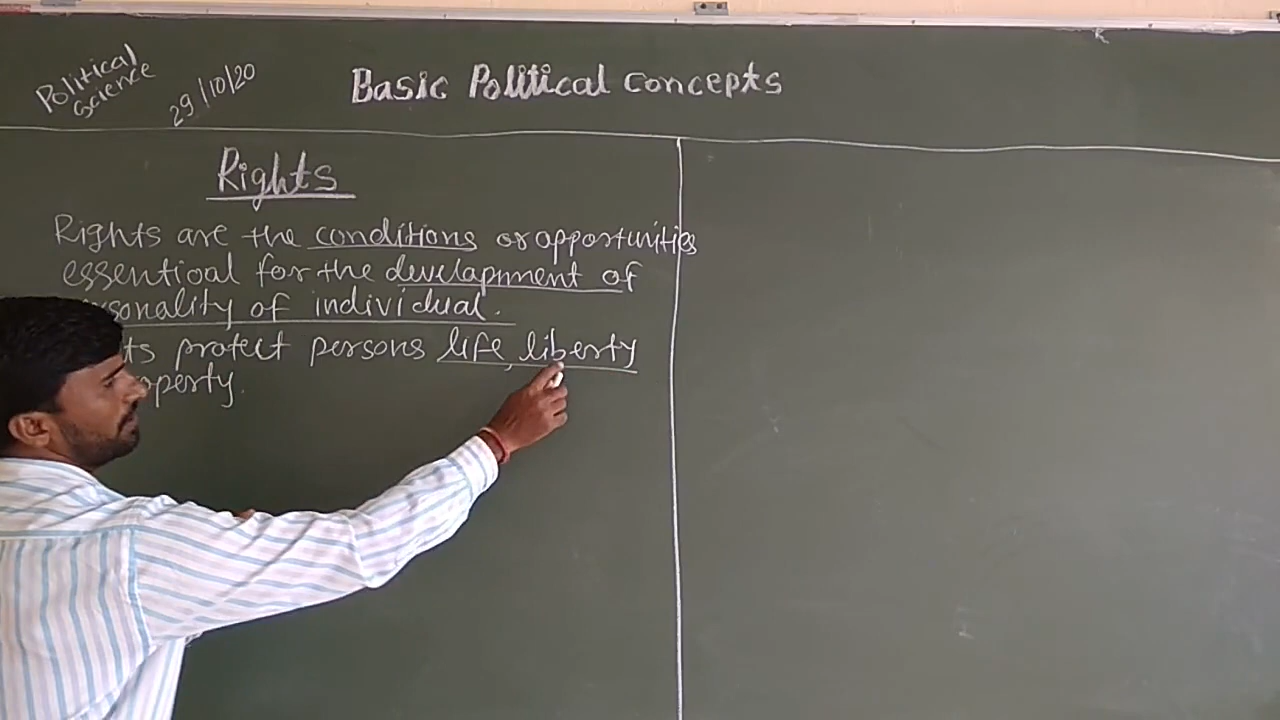 Political
Science
29/10/20
Basic Political concepts
Rights
Rights are the conditions or opportunities
essentioal for the development of
sonality of individual.
ts protect persons life, liberty
operty.